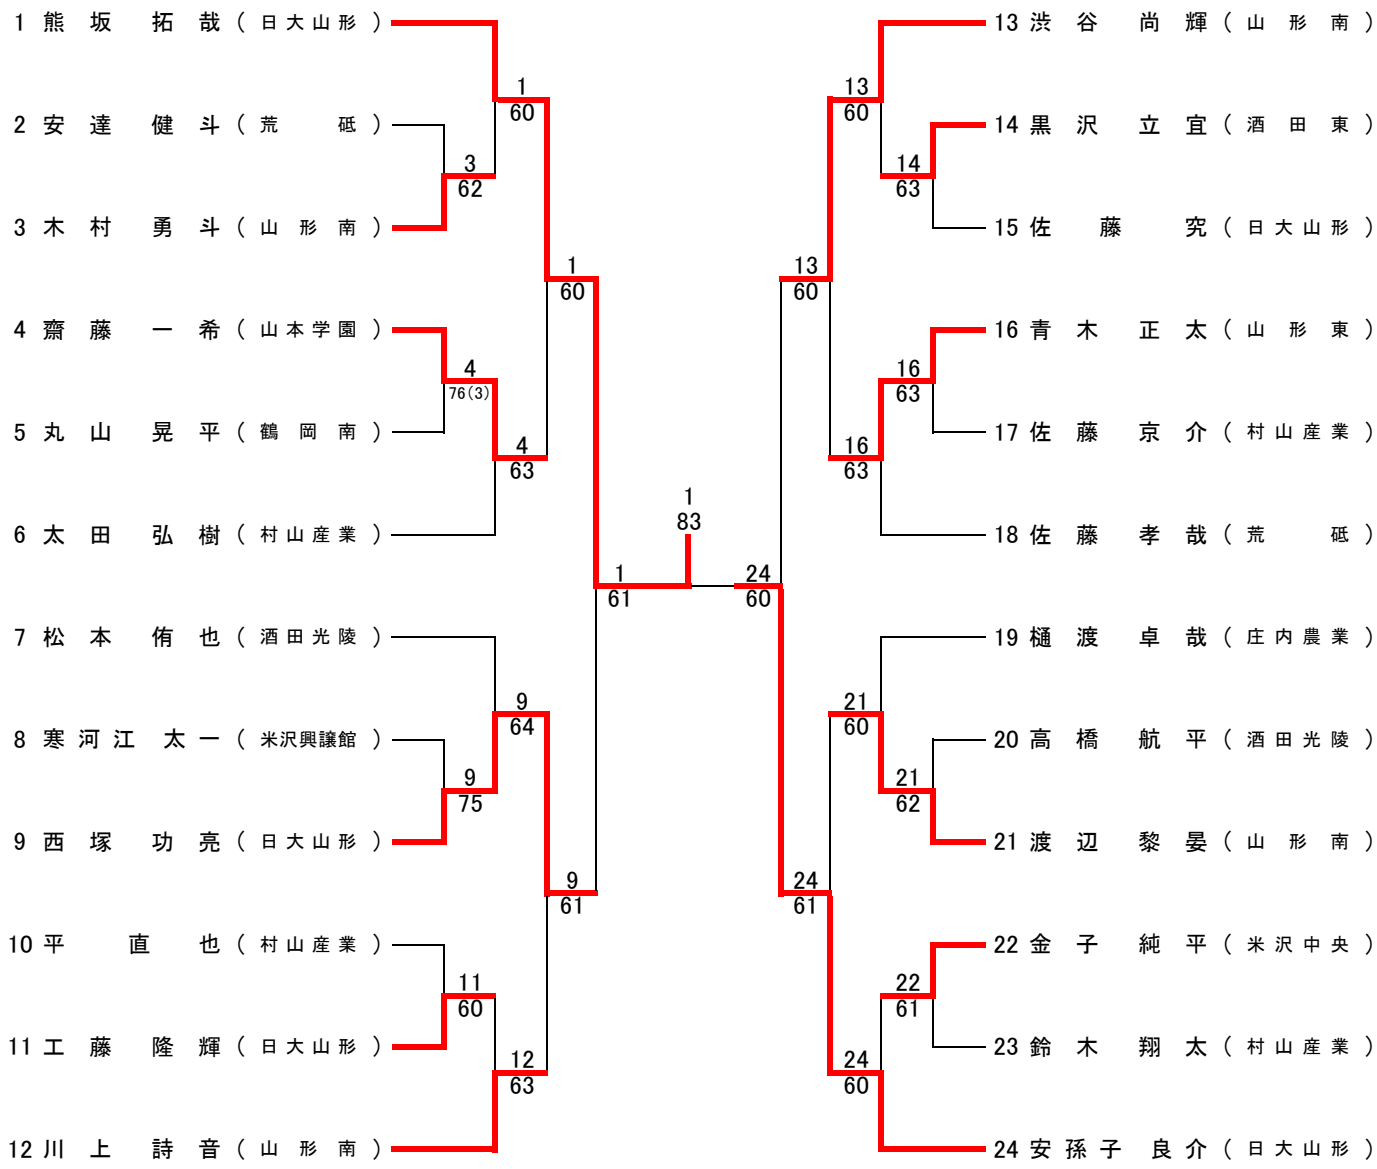 1 熊坂 拓哉 (日大山形)
2 安達 健斗 (荒 砥)
3 木村 勇斗 (山形南)
4 齋藤 一希 (山本学園)
5 丸山 晃平 (鶴岡南)
6 太田 弘樹 (村山産業)
7 松本 侑也 (酒田光陵)
8 寒河江 太一 (米沢興譲館)
9 西塚 功亮 (日大山形)
10 平 直也 (村山産業)
11 工藤 隆輝 (日大山形)
12 川上 詩音 (山形南)
1
60
3
62
1
60
4
76(3)
4
63
1
61
9
64
9
75
9
61
11
60
12
63
1
83
13
60
14
63
13
60
16
63
16
63
24
60
21
60
21
62
24
61
22
61
24
60
13 渋谷 尚輝 (山形南)
14 黒沢 立宜 (酒田東)
15 佐藤 究 (日大山形)
16 青木 正太 (山形東)
17 佐藤 京介 (村山産業)
18 佐藤 孝哉 (荒 砥)
19 樋渡 卓哉 (庄内農業)
20 高橋 航平 (酒田光陵)
21 渡辺 黎晏 (山形南)
22 金子 純平 (米沢中央)
23 鈴木 翔太 (村山産業)
24 安孫子 良介 (日大山形)